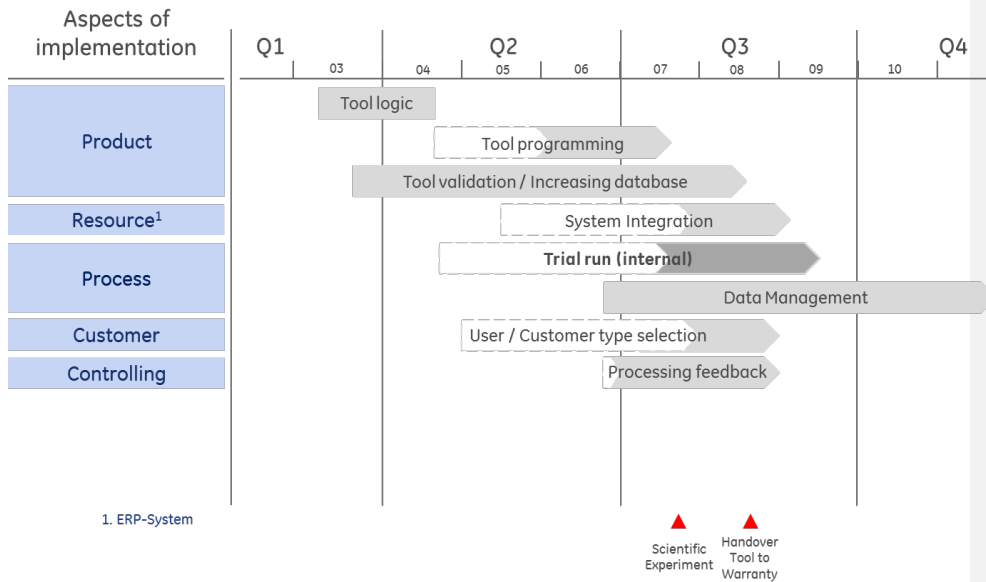 Aspects of
implementation
Q1
Q2
Q3
Q4
03
04
05
06
07
08
09
10
Product
Tool logic
Tool programming
Tool validation / Increasing database
Resource1
System Integration
Process
Trial run (internal)
Data Management
Customer
User / Customer type selection
Controlling
Processing feedback
1. ERP-System
Scientific
Experiment
Handover
Tool to
Warranty